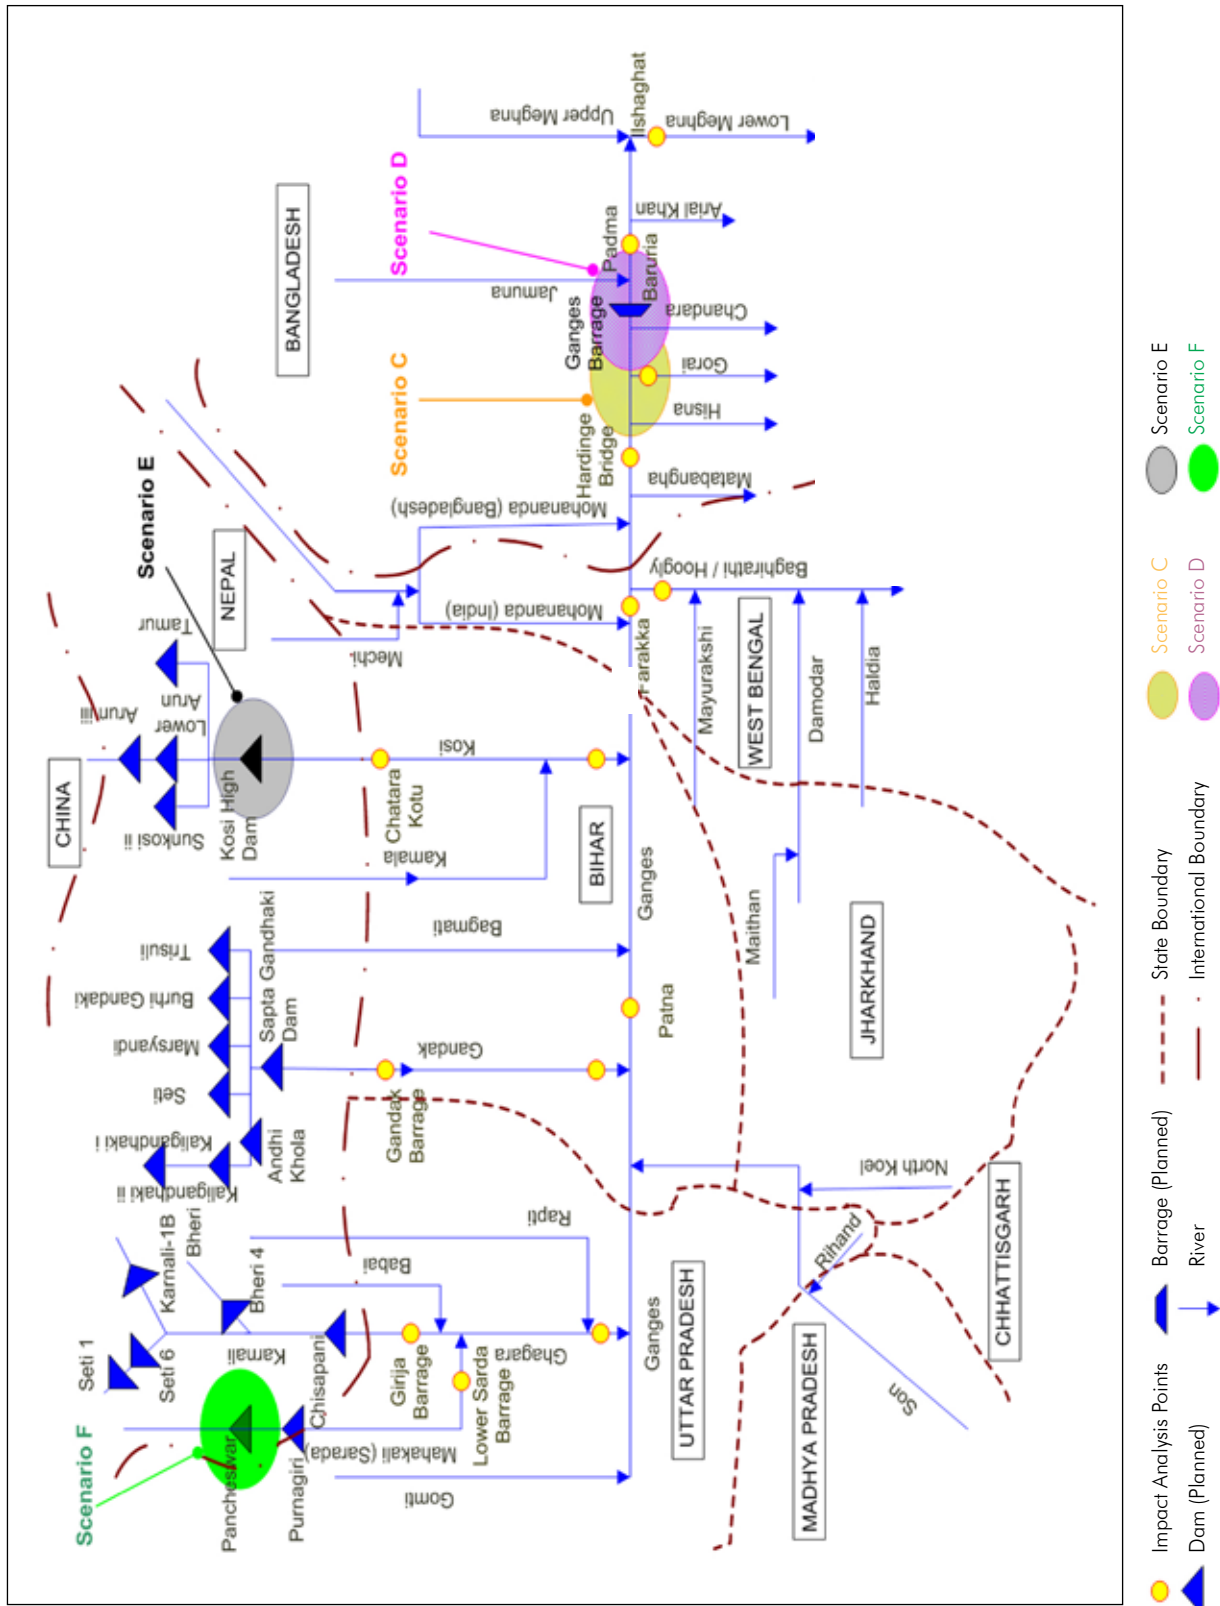 Scenario F
Scenario E
Scenario C
Scenario D
CHINA
NEPAL
BANGLADESH
Seti 1
Seti 6
Karnali-1B
Bheri
Bheri 4
Karnali
Chisapani
Pancheswar
Purnagiri
Mahakali (Sarada)
Gomti
Girija
Barrage
Lower Sarda
Barrage
Ghagara
Babai
Rapti
Kaligandhaki ii
Kaligandhaki i
Andhi
Khola
Seti
Marsyandi
Burhi Gandaki
Trisuli
Sapta Gandhaki
Dam
Gandak
Barrage
Gandak
Bagmati
Kamala
Sunkosi ii
Lower
Arun
Arun iii
Tamur
Kosi High
Dam
Chatara
Kotu
Kosi
Mechi
Mohananda (India)
Mohananda (Bangladesh)
Ganges
Patna
Ganges
Farakka
Baghirathi / Hoogly
Matabangha
Hardinge
Bridge
Hisna
Gorai
Chandara
Ganges
Barrage
Jamuna
Padma
Baruria
Arial Khan
Upper Meghna
Ilshaghat
Lower Meghna
UTTAR PRADESH
BIHAR
WEST BENGAL
JHARKHAND
MADHYA PRADESH
CHHATTISGARH
Mayurakshi
Damodar
Haldia
Maithan
North Koel
Rihand
Son
Impact Analysis Points
Dam (Planned)
Barrage (Planned)
River
State Boundary
International Boundary
Scenario C
Scenario D
Scenario E
Scenario F